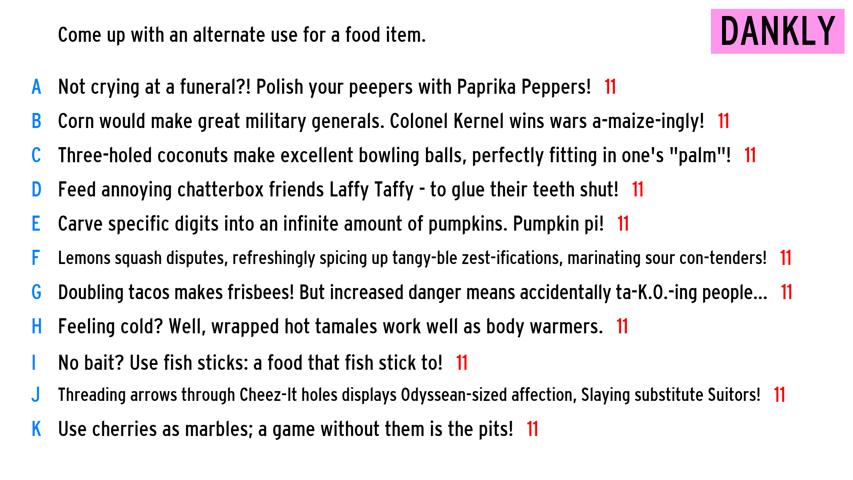 Come up with an alternate use for a food item.
DANKLY
A Not crying at a funeral?! Polish your peepers with Paprika Peppers! 11
B Corn would make great military generals. Colonel Kernel wins wars a-maize-ingly! 11
C Three-holed coconuts make excellent bowling balls, perfectly fitting in one's "palm"! 11
D Feed annoying chatterbox friends Laffy Taffy - to glue their teeth shut! 11
E Carve specific digits into an infinite amount of pumpkins. Pumpkin pi! 11
F Lemons squash disputes, refreshingly spicing up tangy-ble zest-ifications, marinating sour con-tenders! 11
G Doubling tacos makes frisbees! But increased danger means accidentally ta-K.O.-ing people... 11
H Feeling cold? Well, wrapped hot tamales work well as body warmers. 11
I No bait? Use fish sticks: a food that fish stick to! 11
J Threading arrows through Cheez-It holes displays Odyssean-sized affection, Slaying substitute Suitors! 11
K Use cherries as marbles; a game without them is the pits! 11